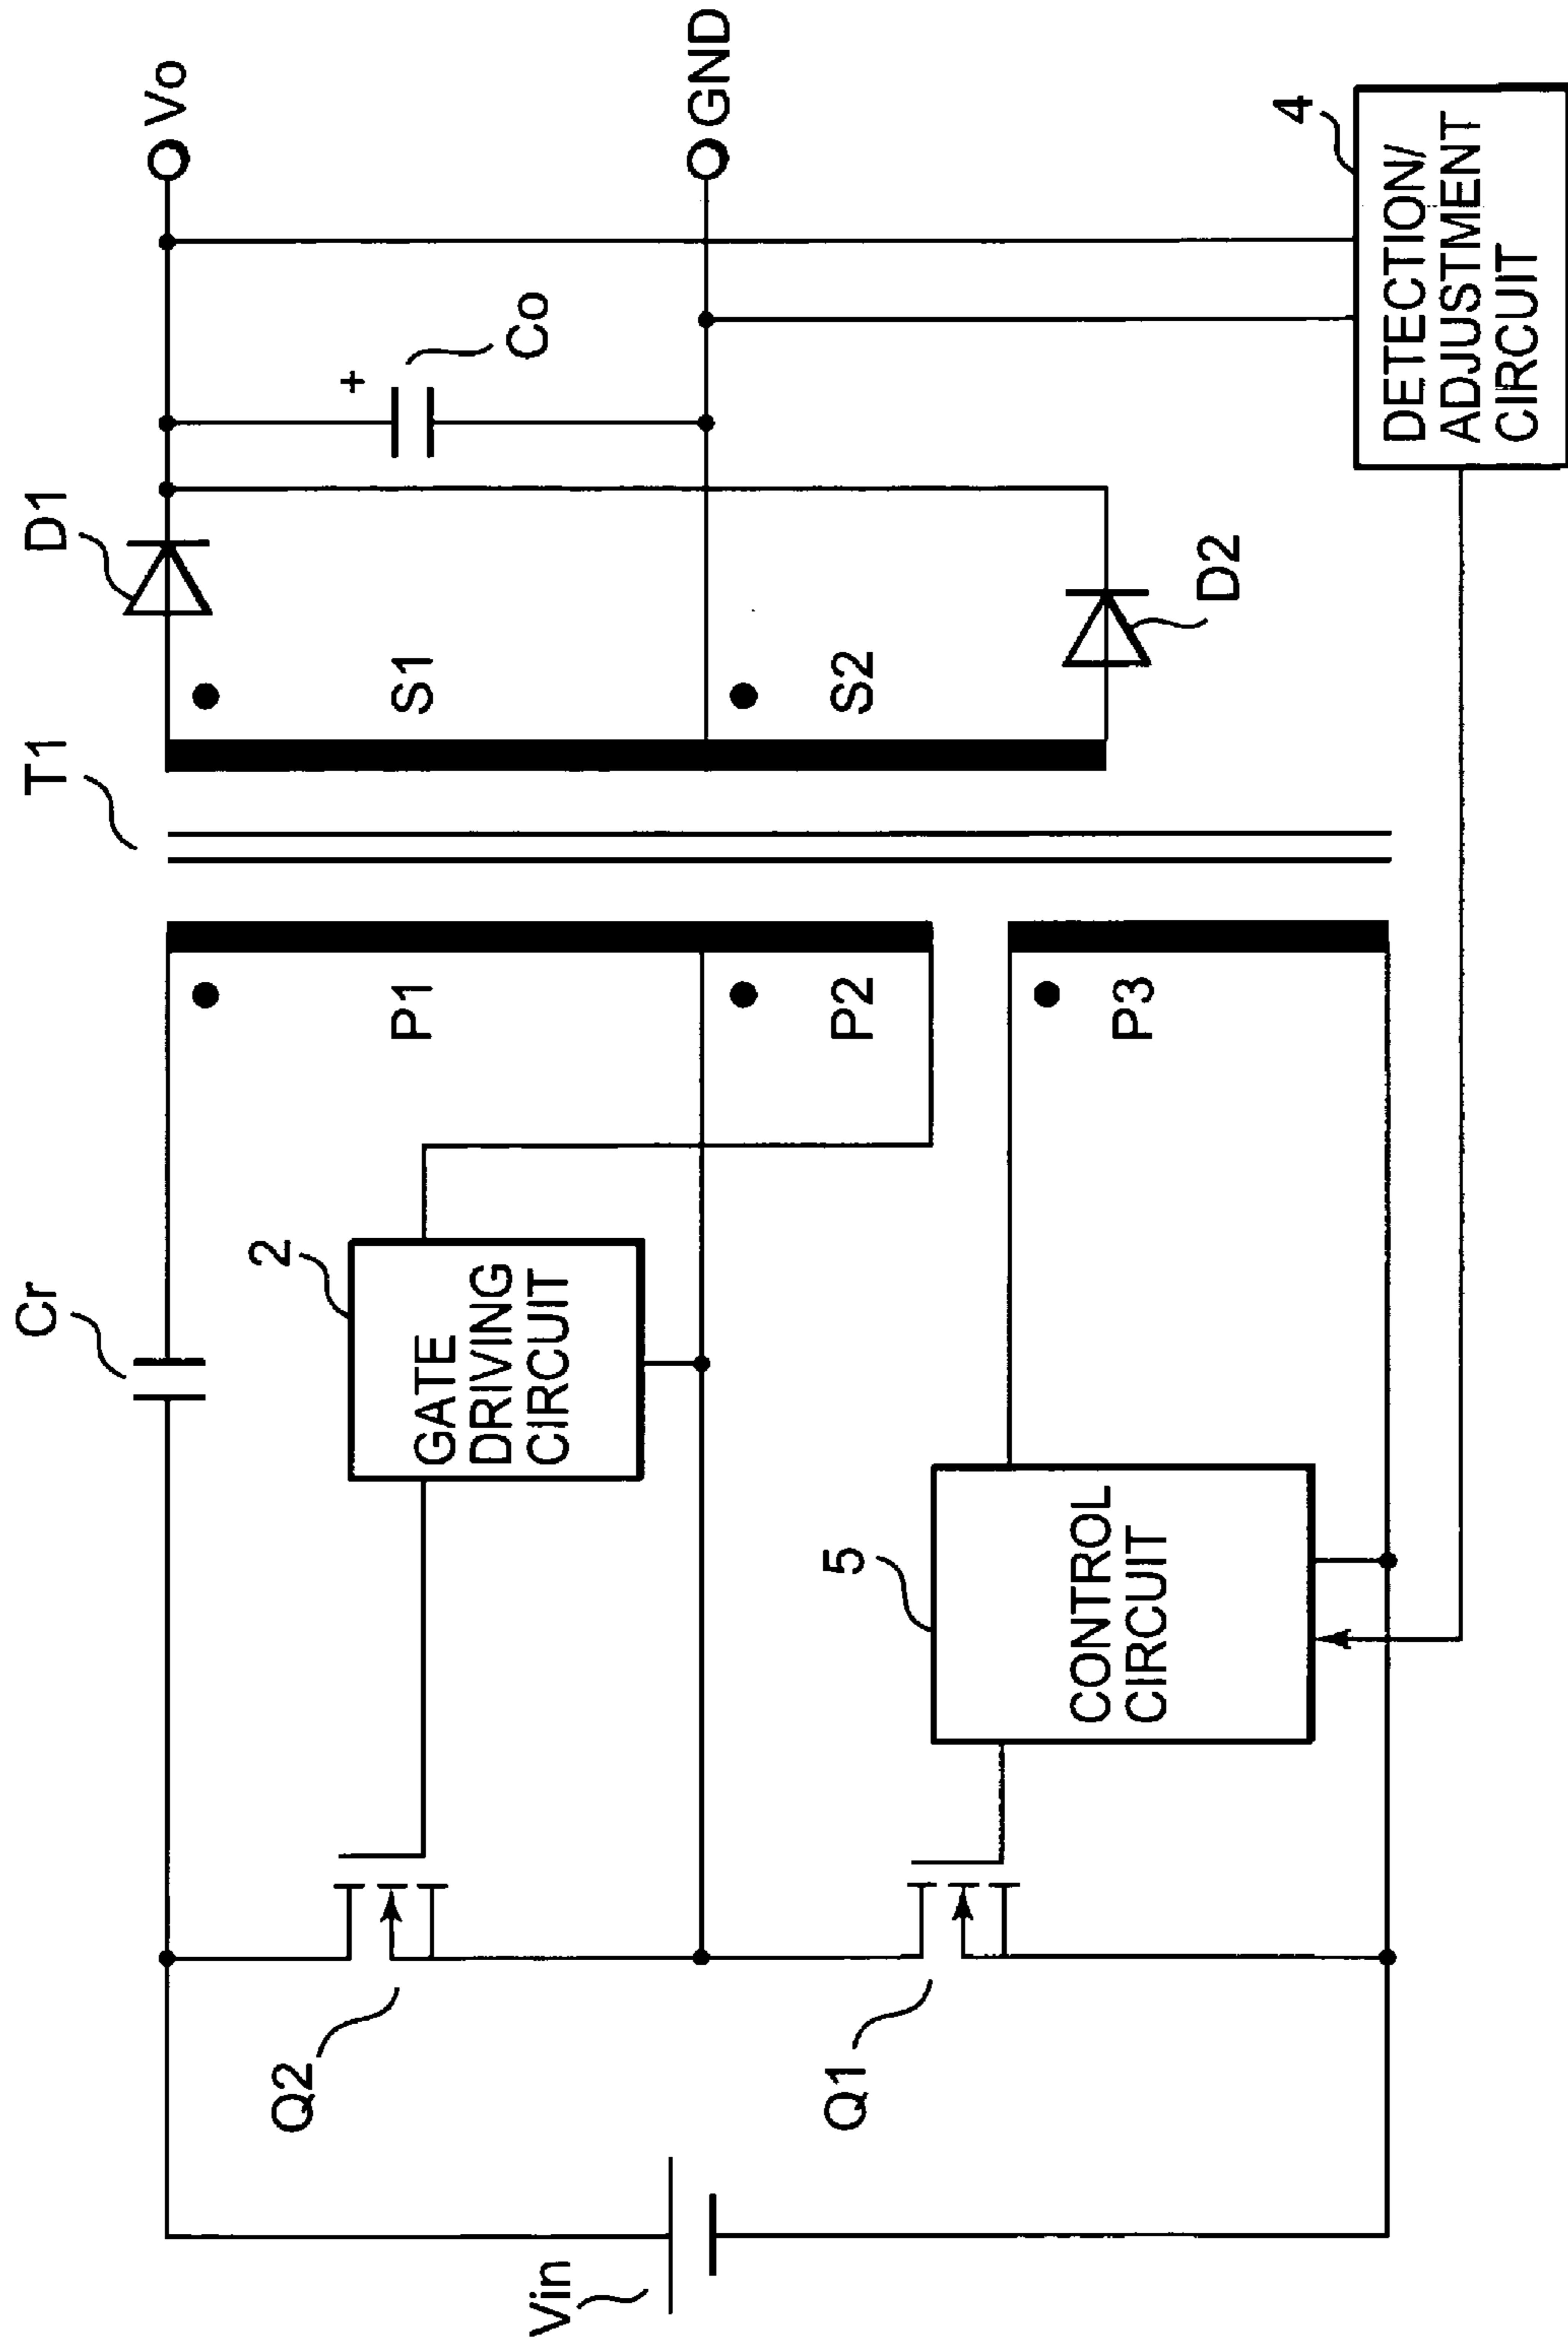 Cr
T1
D1
Vo
2
GATE
DRIVING
CIRCUIT
P1
S1
+
Co
Q2
Vin
GND
P2
S2
Q1
5
CONTROL
CIRCUIT
P3
D2
4
DETECTION/
ADJUSTMENT
CIRCUIT